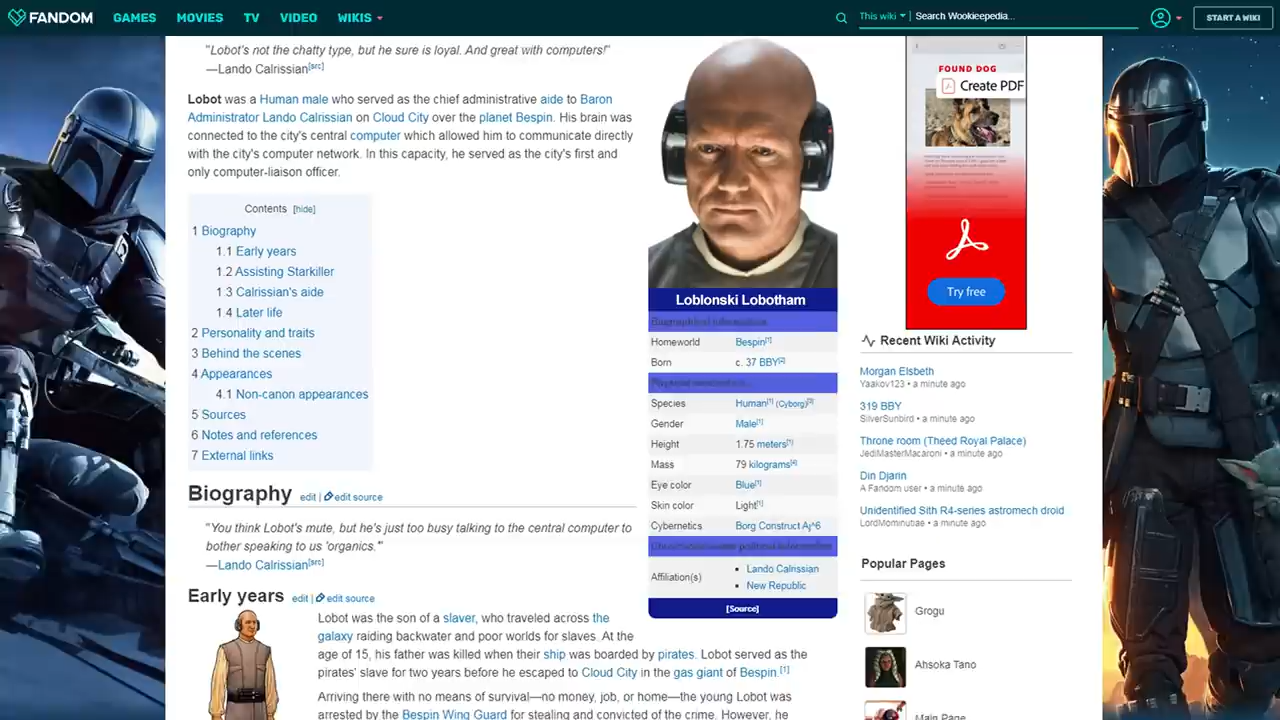 FANDOM GAMES MOVIES TV VIDEO WIKIS This wiki Search Wookieepedia... START A WIKI
"Lobot's not the chatty type, but he sure is loyal. And great with computers!"
—Lando Calrissian[src]
Lobot was a Human male who served as the chief administrative aide to Baron
Administrator Lando Calrissian on Cloud City over the planet Bespin. His brain was
connected to the city's central computer which allowed him to communicate directly
with the city's computer network. In this capacity, he served as the city's first and
only computer-liaison officer.
Contents [hide]
1 Biography
1.1 Early years
1.2 Assisting Starkiller
1.3 Calrissian's aide
1.4 Later life
2 Personality and traits
3 Behind the scenes
4 Appearances
4.1 Non-canon appearances
5 Sources
6 Notes and references
7 External links
Biography edit | edit source
"You think Lobot's mute, but he's just too busy talking to the central computer to
bother speaking to us 'organics.'"
—Lando Calrissian[src]
Early years edit | edit source
Lobot was the son of a slaver, who traveled across the
galaxy raiding backwater and poor worlds for slaves. At the
age of 15, his father was killed when their ship was boarded by pirates. Lobot served as the
pirates' slave for two years before he escaped to Cloud City in the gas giant of Bespin.[1]
Arriving there with no means of survival—no money, job, or home—the young Lobot was
arrested by the Bespin Wing Guard for stealing and convicted of the crime. However, he
Loblonski Lobotham
Biographical information
Homeworld Bespin[1]
Born c. 37 BBY[2]
Species Human[1] (Cyborg)[3]
Gender Male[1]
Height 1.75 meters[1]
Mass 79 kilograms[4]
Eye color Blue[1]
Skin color Light[1]
Cybernetics Borg Construct Aj^6
Affiliation(s)
• Lando Calrissian
• New Republic
[Source]
FOUND DOG
Create PDF
Try free
Recent Wiki Activity
Morgan Elsbeth
Yaakov123 • a minute ago
319 BBY
SilverSunbird • a minute ago
Throne room (Theed Royal Palace)
JediMasterMacaroni • a minute ago
Din Djarin
A Fandom user • a minute ago
Unidentified Sith R4-series astromech droid
LordMominutiae • a minute ago
Popular Pages
Grogu
Ahsoka Tano
Main Page